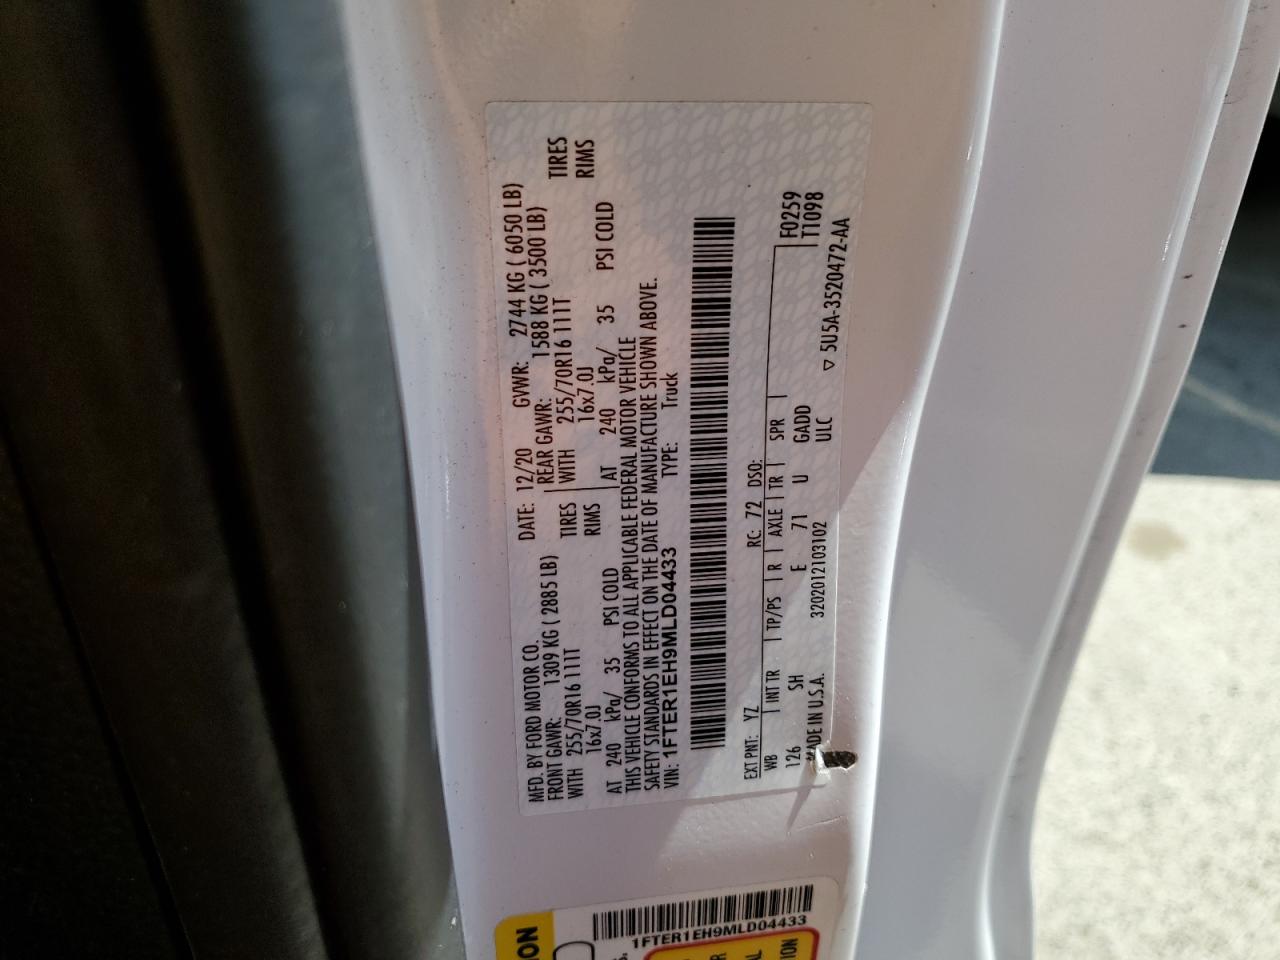 MFD. BY FORD MOTOR CO.
DATE: 12/20 GVWR: 2744 KG ( 6050 LB)
FRONT GAWR: 1309 KG ( 2885 LB) REAR GAWR: 1588 KG ( 3500 LB)
WITH 255/70R16 111T TIRES WITH 255/70R16 111T TIRES
16x7.0J RIMS 16x7.0J RIMS
AT 240 kPa/ 35 PSI COLD AT 240 kPa/ 35 PSI COLD
THIS VEHICLE CONFORMS TO ALL APPLICABLE FEDERAL MOTOR VEHICLE
SAFETY STANDARDS IN EFFECT ON THE DATE OF MANUFACTURE SHOWN ABOVE.
VIN: 1FTER1EH9MLD04433 TYPE: Truck
EXT PNT: YZ RC: 72 DSO: F0259
WB INT TR TP/PS R AXLE TR SPR T1098
126 SH E 71 U GADD
MADE IN U.S.A. 3202012103102 ULC 5U5A-3520472-AA
1FTER1EH9MLD04433